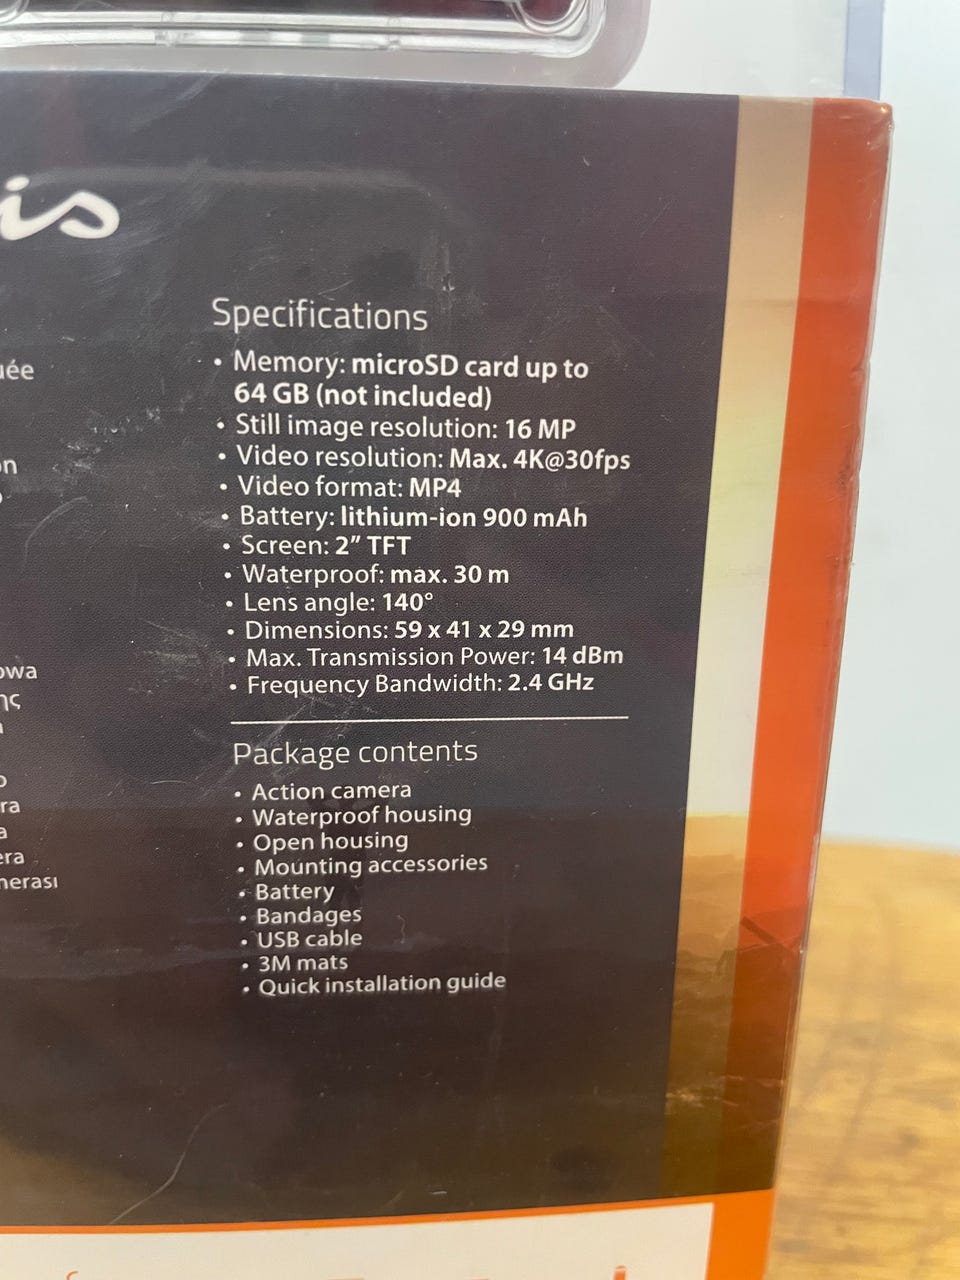 is
Specifications
• Memory: microSD card up to
64 GB (not included)
• Still image resolution: 16 MP
• Video resolution: Max. 4K@30fps
• Video format: MP4
• Battery: lithium-ion 900 mAh
• Screen: 2” TFT
• Waterproof: max. 30 m
• Lens angle: 140°
• Dimensions: 59 x 41 x 29 mm
• Max. Transmission Power: 14 dBm
• Frequency Bandwidth: 2.4 GHz
Package contents
• Action camera
• Waterproof housing
• Open housing
• Mounting accessories
• Battery
• Bandages
• USB cable
• 3M mats
• Quick installation guide